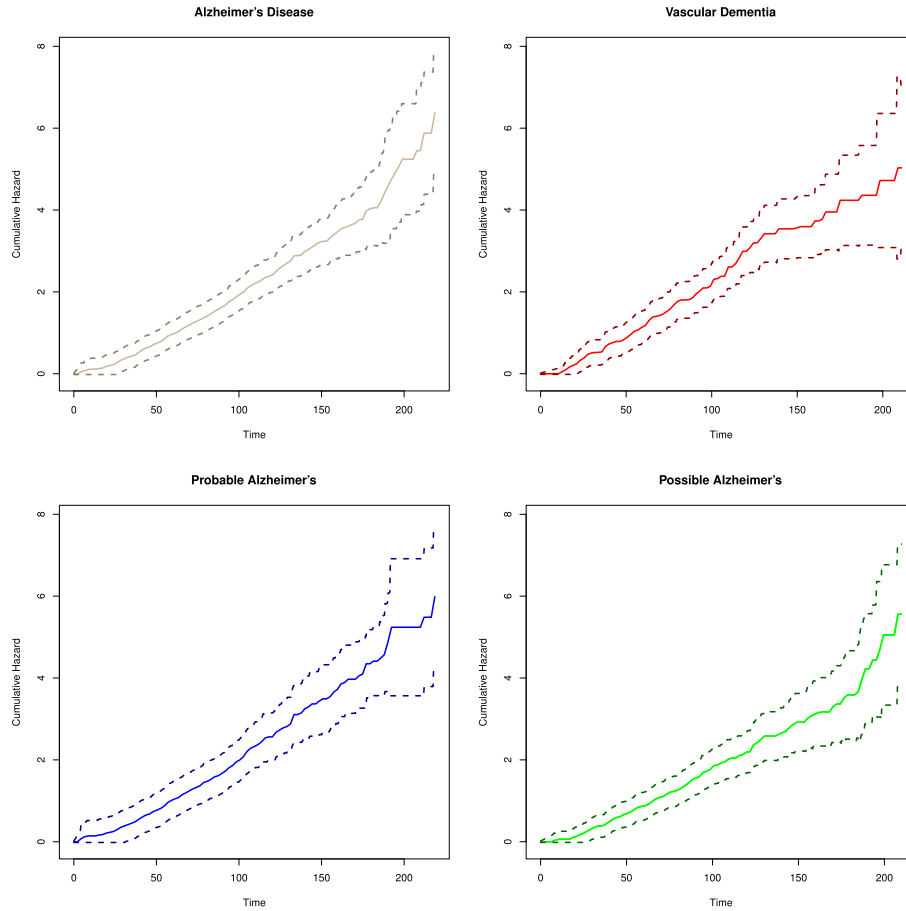 Alzheimer's Disease
8
6
4
2
0
Cumulative Hazard
0 50 100 150 200
Time
Vascular Dementia
8
6
4
2
0
Cumulative Hazard
0 50 100 150 200
Time
Probable Alzheimer's
8
6
4
2
0
Cumulative Hazard
0 50 100 150 200
Time
Possible Alzheimer's
8
6
4
2
0
Cumulative Hazard
0 50 100 150 200
Time